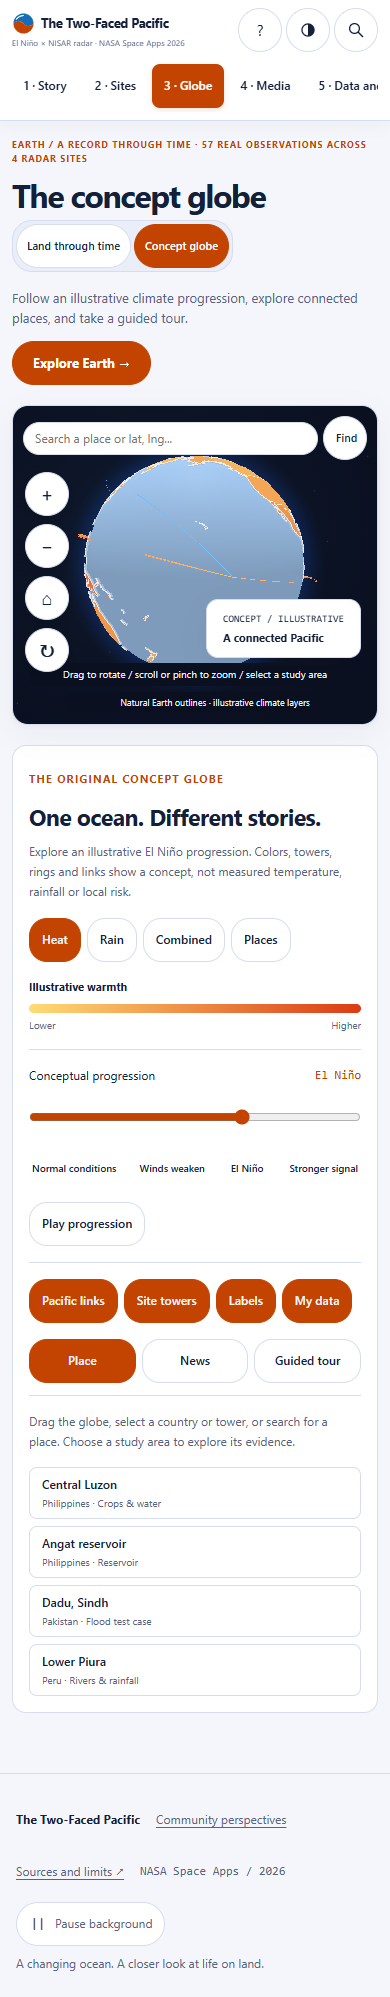 The Two-Faced Pacific
El Niño × NISAR radar · NASA Space Apps 2026
?
1 · Story 2 · Sites 3 · Globe 4 · Media 5 · Data and
EARTH / A RECORD THROUGH TIME · 57 REAL OBSERVATIONS ACROSS
4 RADAR SITES
The concept globe
Land through time Concept globe
Follow an illustrative climate progression, explore connected
places, and take a guided tour.
Explore Earth →
Search a place or lat, lng... Find
+
−
⌂
↻
CONCEPT / ILLUSTRATIVE
A connected Pacific
Drag to rotate / scroll or pinch to zoom / select a study area
Natural Earth outlines · illustrative climate layers
THE ORIGINAL CONCEPT GLOBE
One ocean. Different stories.
Explore an illustrative El Niño progression. Colors, towers,
rings and links show a concept, not measured temperature,
rainfall or local risk.
Heat Rain Combined Places
Illustrative warmth
Lower Higher
Conceptual progression El Niño
Normal conditions Winds weaken El Niño Stronger signal
Play progression
Pacific links Site towers Labels My data
Place News Guided tour
Drag the globe, select a country or tower, or search for a
place. Choose a study area to explore its evidence.
Central Luzon
Philippines · Crops & water
Angat reservoir
Philippines · Reservoir
Dadu, Sindh
Pakistan · Flood test case
Lower Piura
Peru · Rivers & rainfall
The Two-Faced Pacific Community perspectives
Sources and limits ↗ NASA Space Apps / 2026
Pause background
A changing ocean. A closer look at life on land.